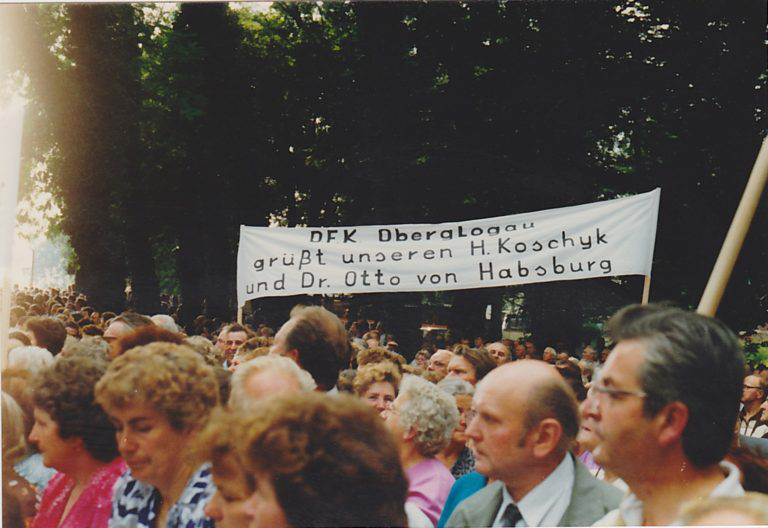 DFK Oberglogau
grüßt unseren H. Koschyk
und Dr. Otto von Habsburg